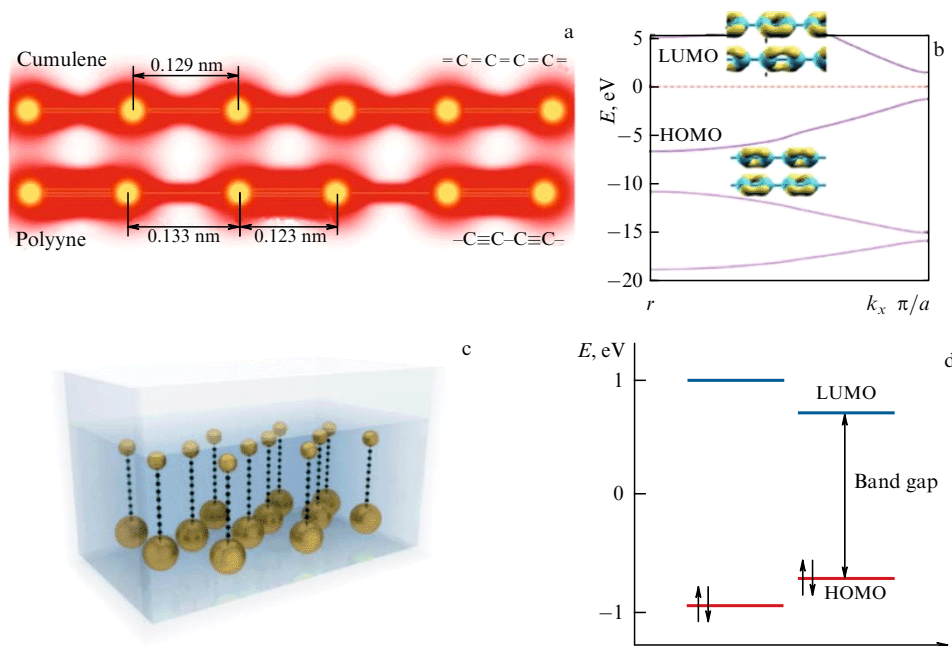 a
Cumulene
=C=C=C=C=
0.129 nm
0.133 nm
0.123 nm
Polyyne
–C≡C–C≡C–
b
E, eV
5
0
−5
−10
−15
−20
LUMO
HOMO
r
kₓ π/a
c
d
E, eV
1
0
−1
LUMO
Band gap
HOMO